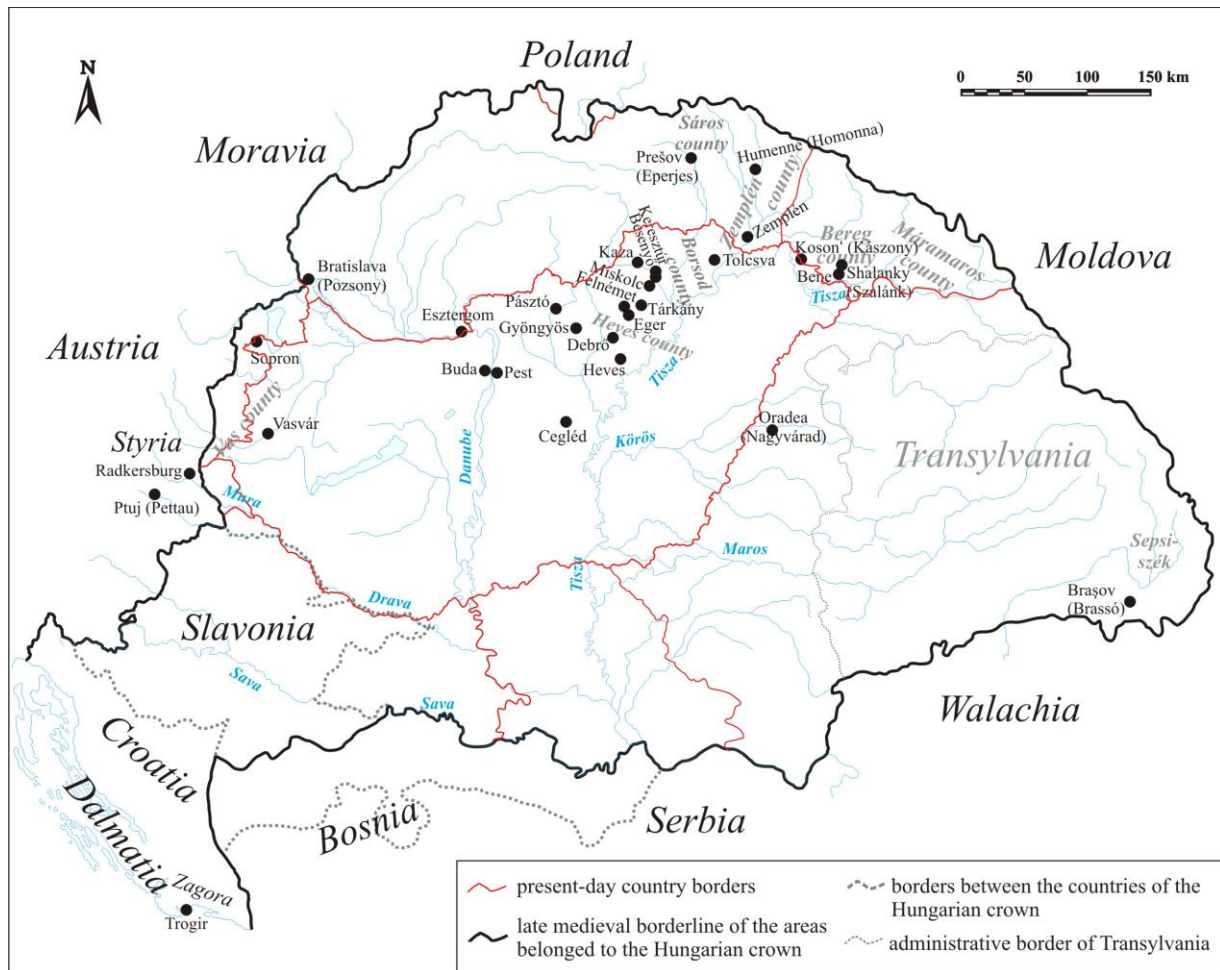 Poland
N
0 50 100 150 km
Moravia
Sáros
county
Prešov
(Eperjes)
Humenne (Homonna)
Zemplén
county
Zemplén
Keresztúr
Besenyő
Kaza
Borsod
county
Tolcsva
Koson' (Kászony)
Bereg
county
Bene
Shalanky
(Szalánk)
Tisza
Máramaros
county
Moldova
Bratislava
(Pozsony)
Miskolc
Felnémet
Pásztó
Tárkány
Esztergom
Gyöngyös
Eger
Heves county
Debrő
Austria
Sopron
Buda
Pest
Heves
Tisza
Vas county
Vasvár
Cegléd
Körös
Oradea
(Nagyvárad)
Styria
Danube
Transylvania
Radkersburg
Ptuj (Pettau)
Mura
Maros
Tisza
Sepsi-
szék
Drava
Braşov
(Brassó)
Slavonia
Sava
Sava
Walachia
Croatia
Dalmatia
Bosnia
Serbia
Zagora
Trogir
present-day country borders
late medieval borderline of the areas
belonged to the Hungarian crown
borders between the countries of the
Hungarian crown
administrative border of Transylvania